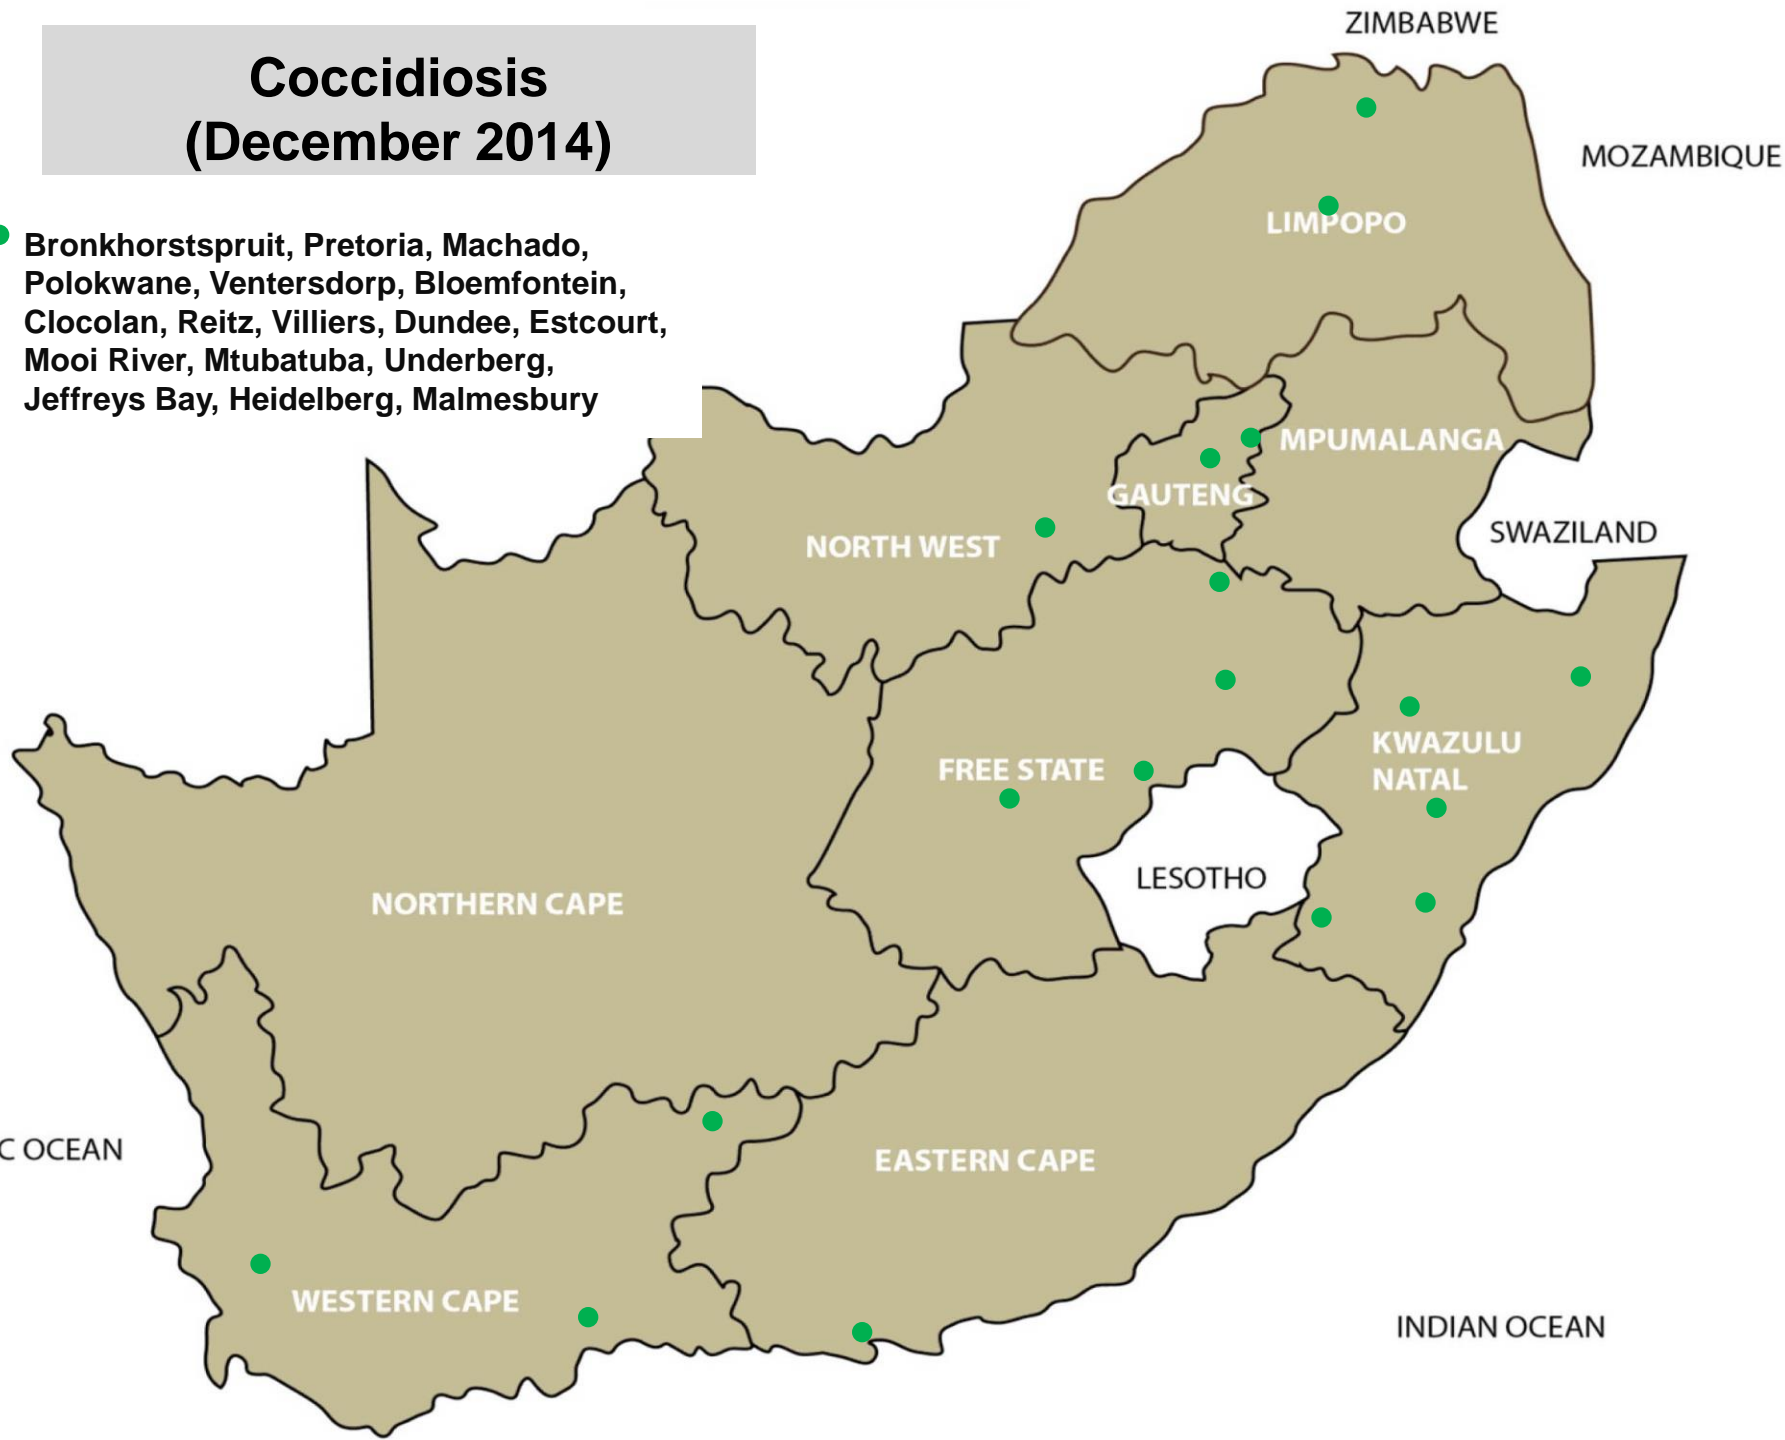 Coccidiosis
(December 2014)
Bronkhorstspruit, Pretoria, Machado,
Polokwane, Ventersdorp, Bloemfontein,
Clocolan, Reitz, Villiers, Dundee, Estcourt,
Mooi River, Mtubatuba, Underberg,
Jeffreys Bay, Heidelberg, Malmesbury
ZIMBABWE
MOZAMBIQUE
LIMPOPO
MPUMALANGA
GAUTENG
SWAZILAND
NORTH WEST
KWAZULU
NATAL
FREE STATE
LESOTHO
NORTHERN CAPE
C OCEAN
EASTERN CAPE
WESTERN CAPE
INDIAN OCEAN